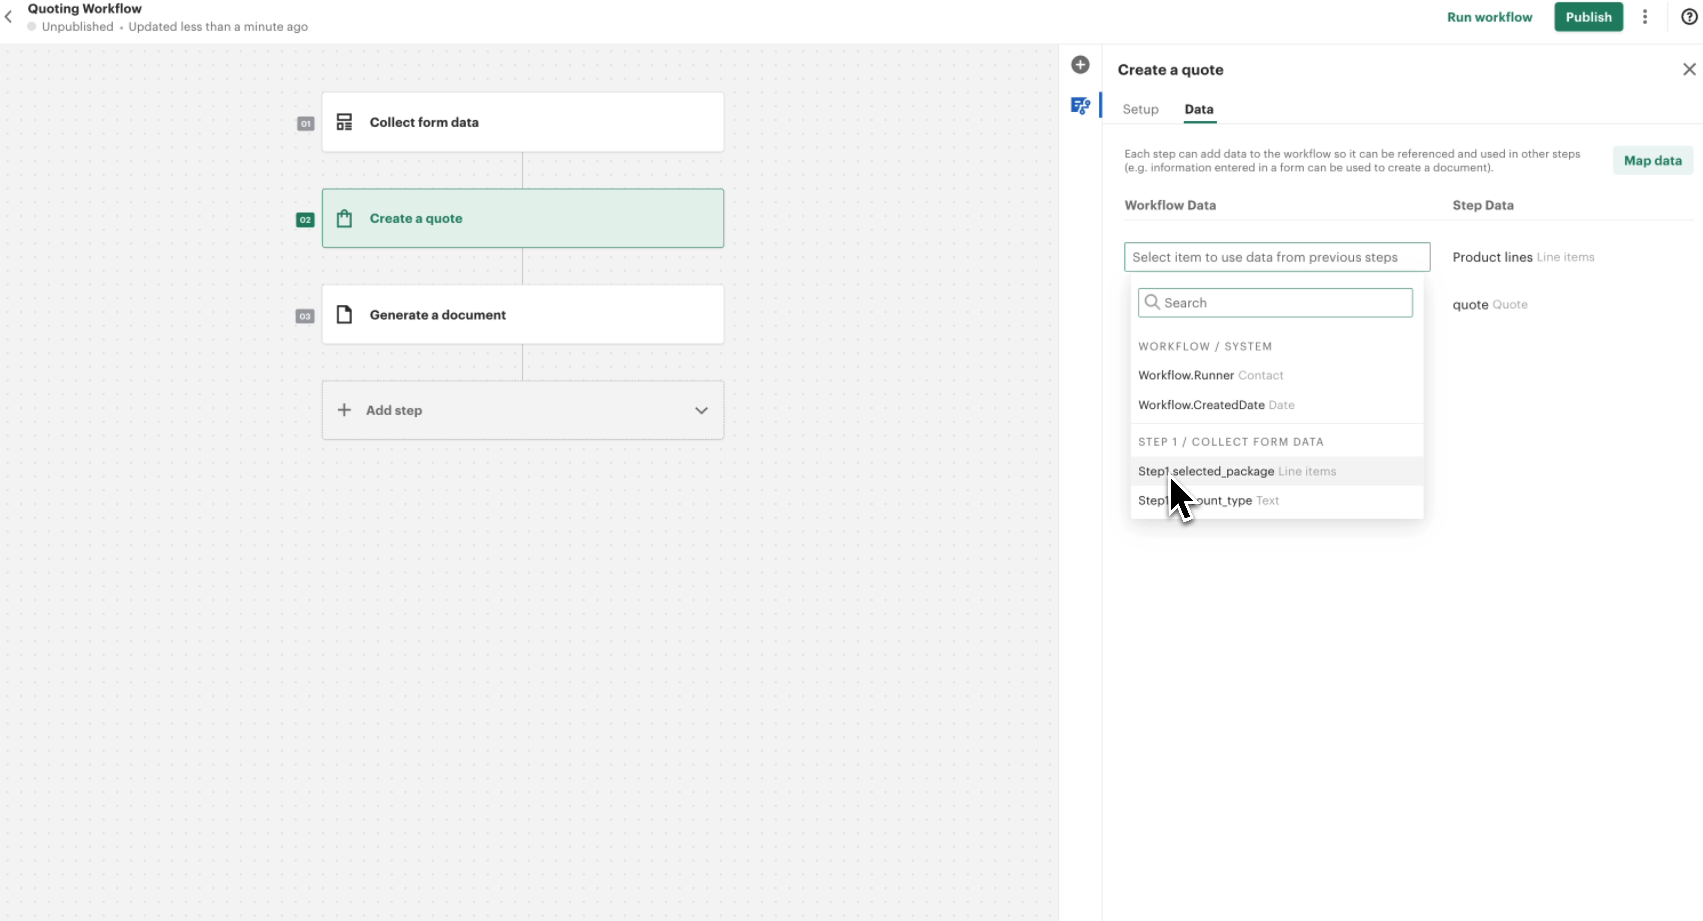 Quoting Workflow
Unpublished • Updated less than a minute ago
Run workflow
Publish
01
Collect form data
02
Create a quote
03
Generate a document
Add step
Create a quote
Setup
Data
Each step can add data to the workflow so it can be referenced and used in other steps
(e.g. information entered in a form can be used to create a document).
Map data
Workflow Data
Step Data
Select item to use data from previous steps
Product lines Line items
Search
quote Quote
WORKFLOW / SYSTEM
Workflow.Runner Contact
Workflow.CreatedDate Date
STEP 1 / COLLECT FORM DATA
Step1.selected_package Line items
Text